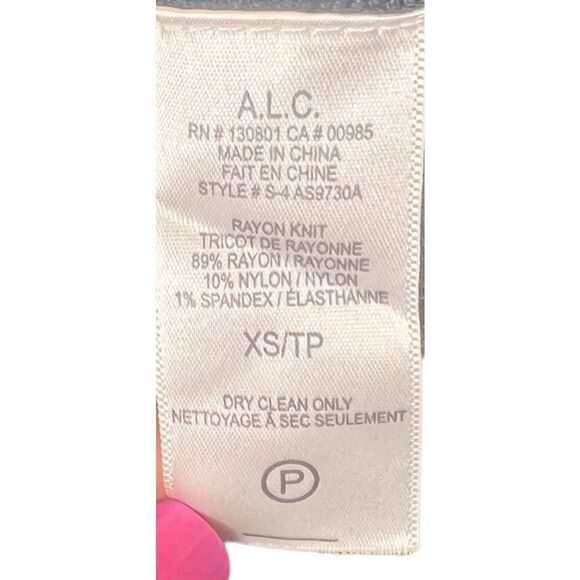 A.L.C.
RN # 130801 CA # 00985
MADE IN CHINA
FAIT EN CHINE
STYLE # S-4 AS9730A
RAYON KNIT
TRICOT DE RAYONNE
89% RAYON / RAYONNE
10% NYLON / NYLON
1% SPANDEX / ÉLASTHANNE
XS/TP
DRY CLEAN ONLY
NETTOYAGE À SEC SEULEMENT
P